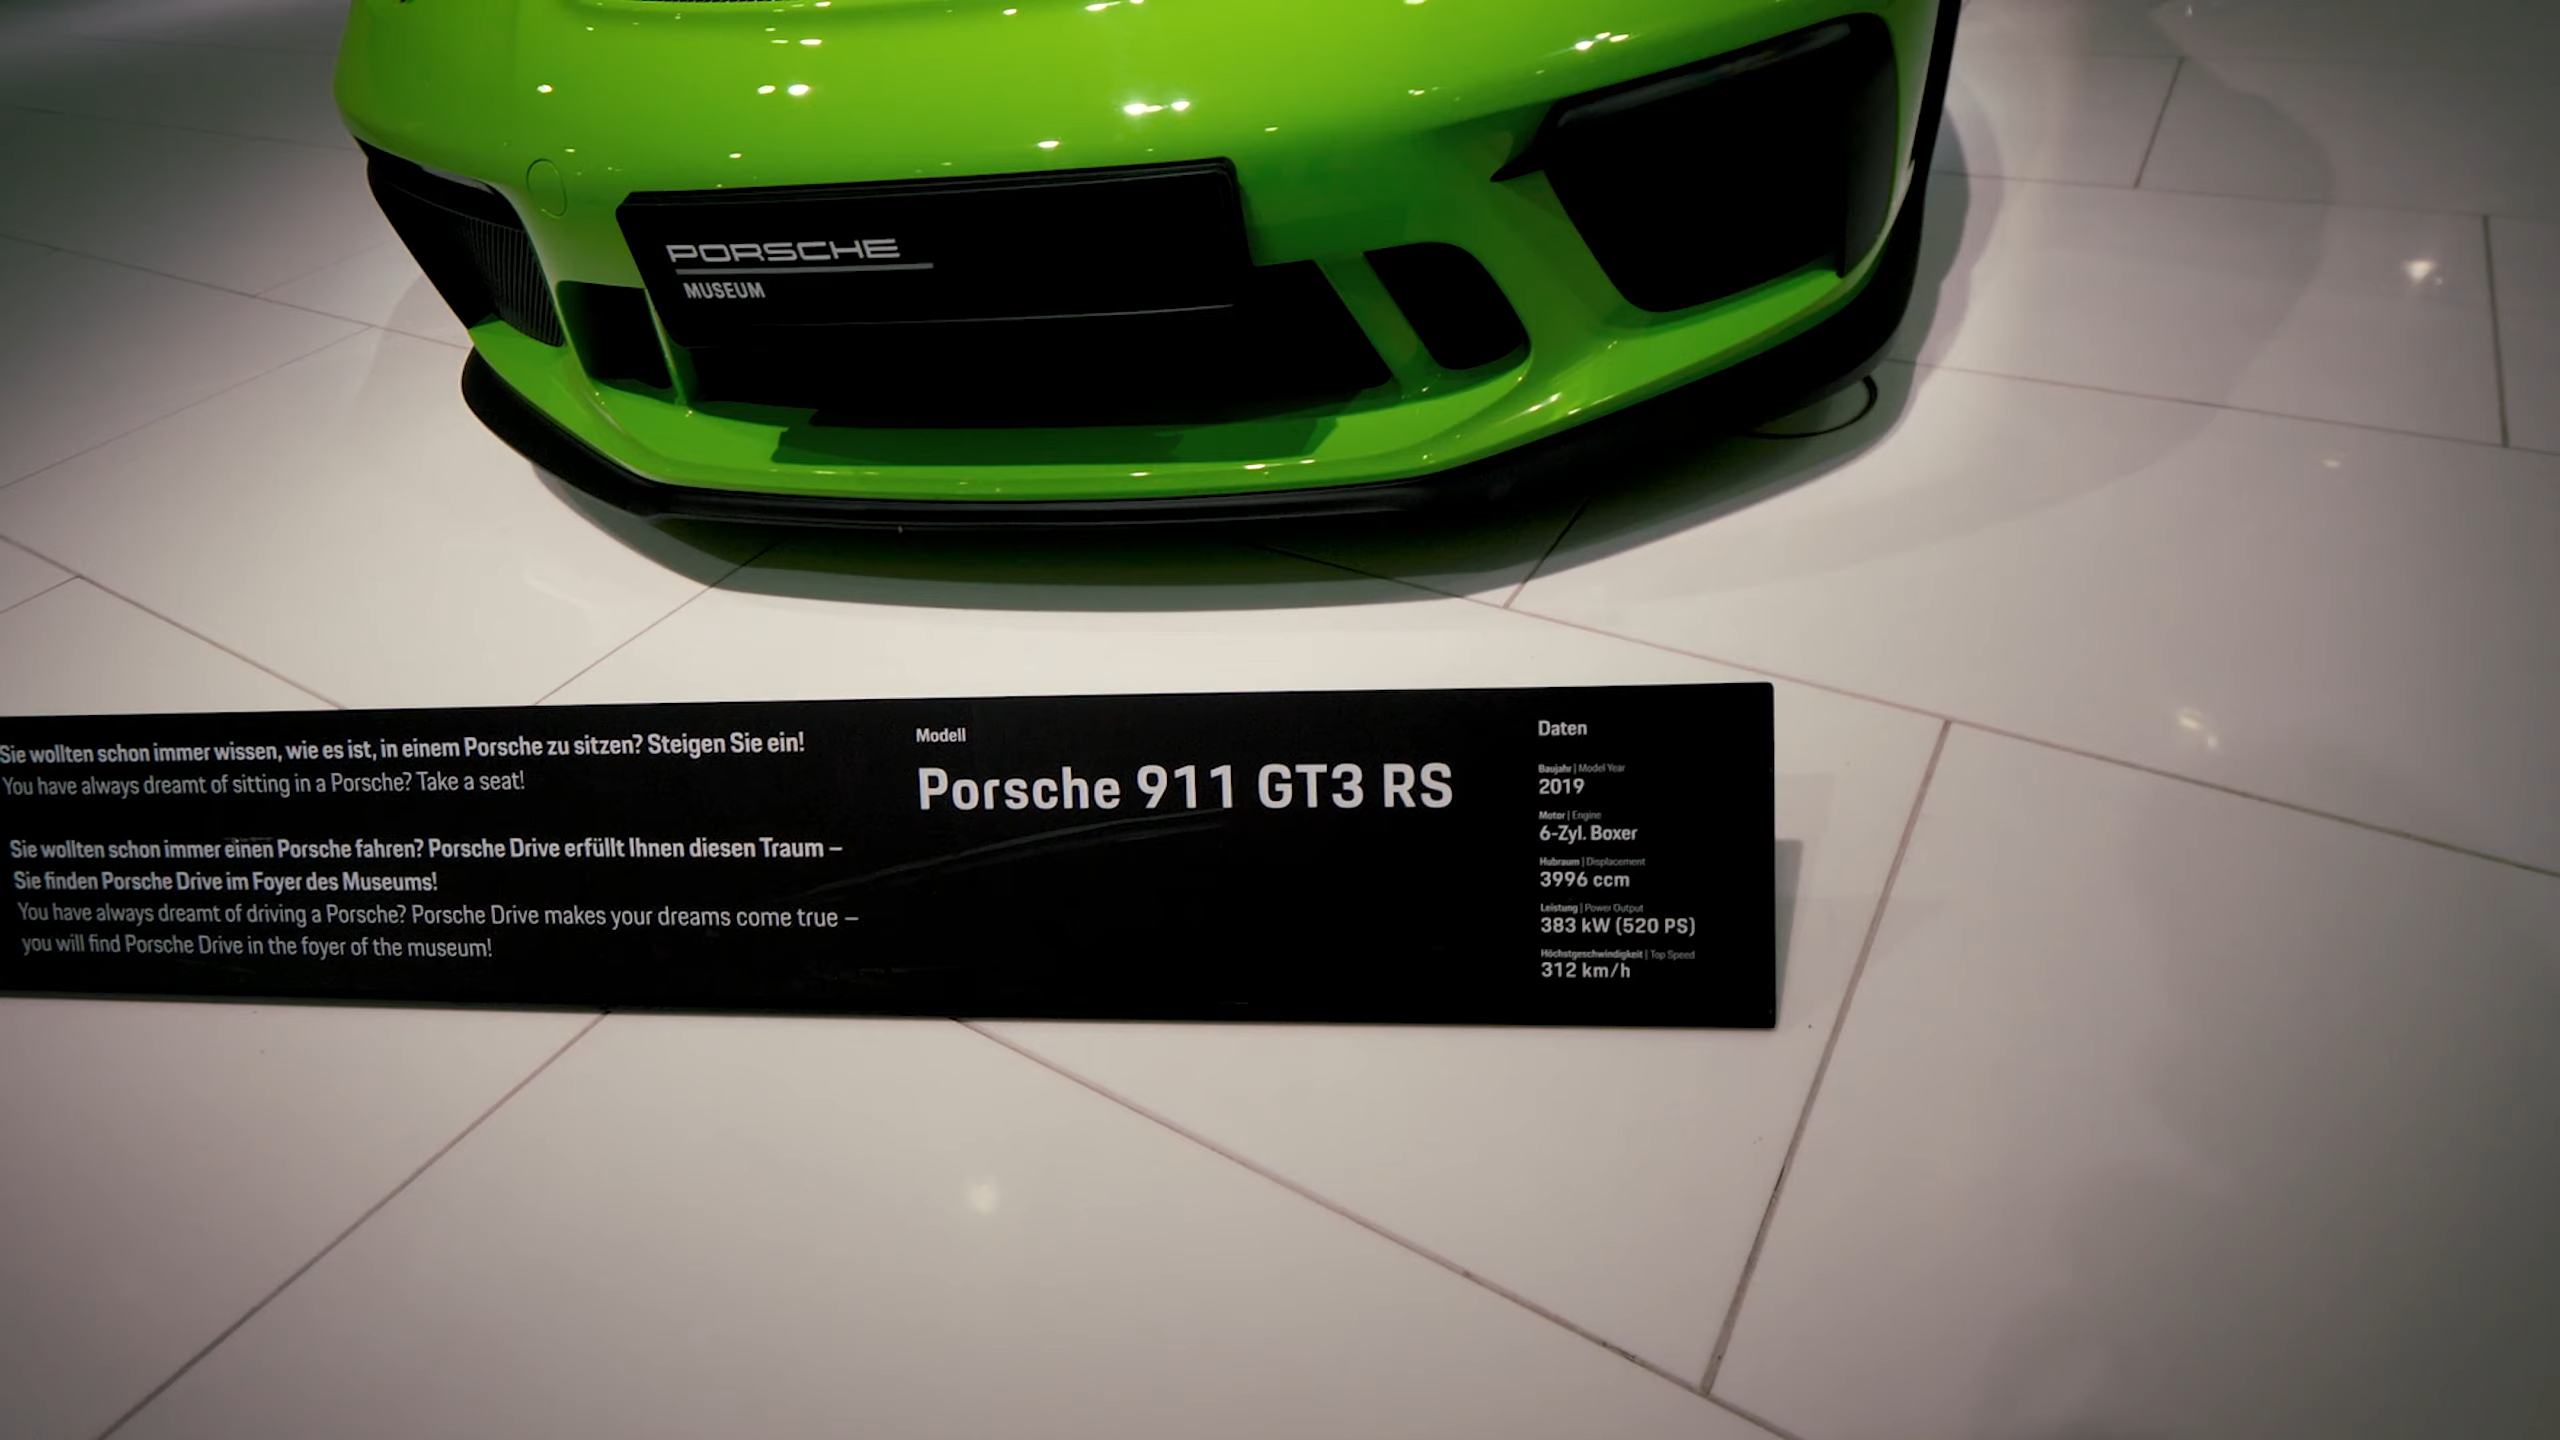 PORSCHE
MUSEUM
Sie wollten schon immer wissen, wie es ist, in einem Porsche zu sitzen? Steigen Sie ein!
You have always dreamt of sitting in a Porsche? Take a seat!
Sie wollten schon immer einen Porsche fahren? Porsche Drive erfüllt Ihnen diesen Traum –
Sie finden Porsche Drive im Foyer des Museums!
You have always dreamt of driving a Porsche? Porsche Drive makes your dreams come true –
you will find Porsche Drive in the foyer of the museum!
Modell
Porsche 911 GT3 RS
Daten
Baujahr | Model Year
2019
Motor | Engine
6-Zyl. Boxer
Hubraum | Displacement
3996 ccm
Leistung | Power Output
383 kW (520 PS)
Höchstgeschwindigkeit | Top Speed
312 km/h